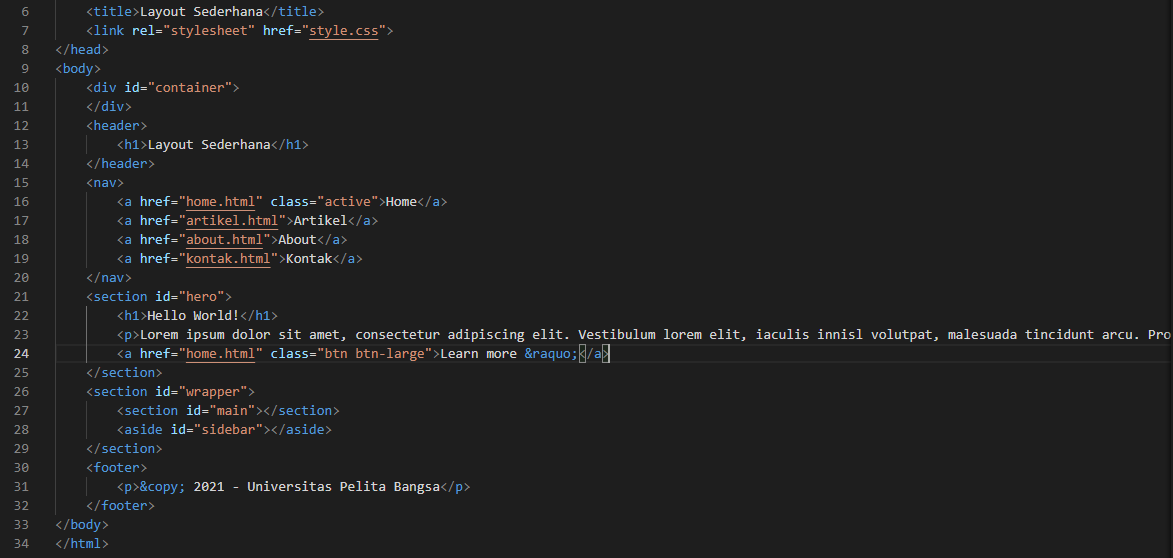 6 <title>Layout Sederhana</title>
7 <link rel="stylesheet" href="style.css">
8 </head>
9 <body>
10 <div id="container">
11 </div>
12 <header>
13 <h1>Layout Sederhana</h1>
14 </header>
15 <nav>
16 <a href="home.html" class="active">Home</a>
17 <a href="artikel.html">Artikel</a>
18 <a href="about.html">About</a>
19 <a href="kontak.html">Kontak</a>
20 </nav>
21 <section id="hero">
22 <h1>Hello World!</h1>
23 <p>Lorem ipsum dolor sit amet, consectetur adipiscing elit. Vestibulum lorem elit, iaculis innisl volutpat, malesuada tincidunt arcu. Pro
24 <a href="home.html" class="btn btn-large">Learn more &raquo;</a>
25 </section>
26 <section id="wrapper">
27 <section id="main"></section>
28 <aside id="sidebar"></aside>
29 </section>
30 <footer>
31 <p>&copy; 2021 - Universitas Pelita Bangsa</p>
32 </footer>
33 </body>
34 </html>